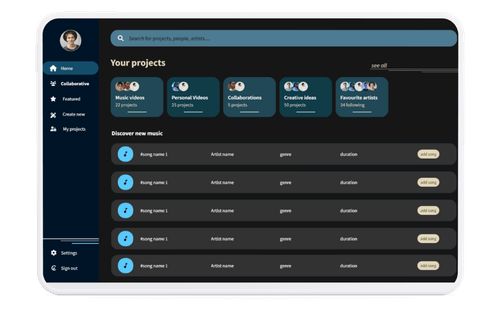 Search for projects, people, artists ...
Home
Collaborative
Featured
Create new
My projects
Settings
Sign out
Your projects
see all
Music videos
22 projects
Personal Videos
25 projects
Collaborations
5 projects
Creative ideas
50 projects
Favourite artists
34 following
Discover new music
#song name 1 Artist name genre duration add song
#song name 1 Artist name genre duration add song
#song name 1 Artist name genre duration add song
#song name 1 Artist name genre duration add song
#song name 1 Artist name genre duration add song